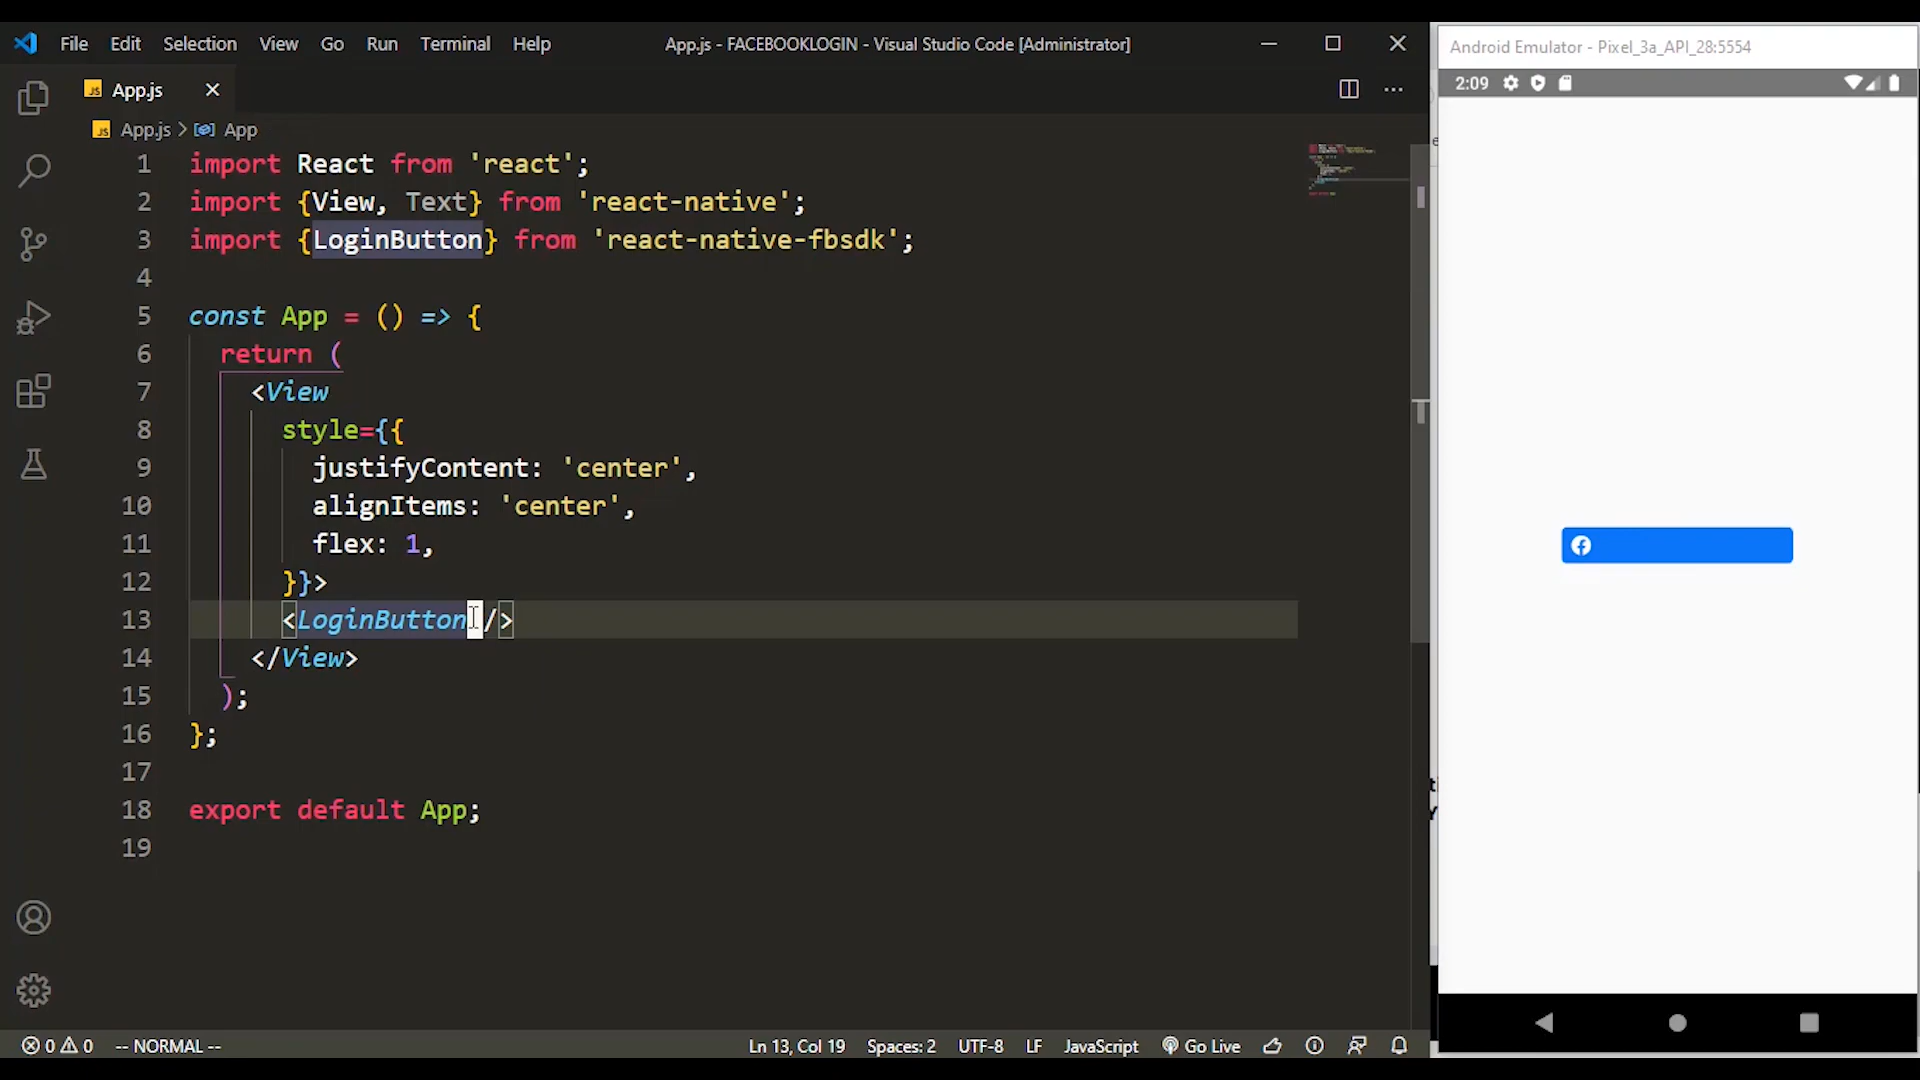 File Edit Selection View Go Run Terminal Help App.js - FACEBOOKLOGIN - Visual Studio Code [Administrator]
App.js
App.js > App
1 import React from 'react';
2 import {View, Text} from 'react-native';
3 import {LoginButton} from 'react-native-fbsdk';
4
5 const App = () => {
6 return (
7 <View
8 style={{
9 justifyContent: 'center',
10 alignItems: 'center',
11 flex: 1,
12 }}>
13 <LoginButton />
14 </View>
15 );
16 };
17
18 export default App;
19
0 0 -- NORMAL -- Ln 13, Col 19 Spaces: 2 UTF-8 LF JavaScript Go Live
Android Emulator - Pixel_3a_API_28:5554
2:09